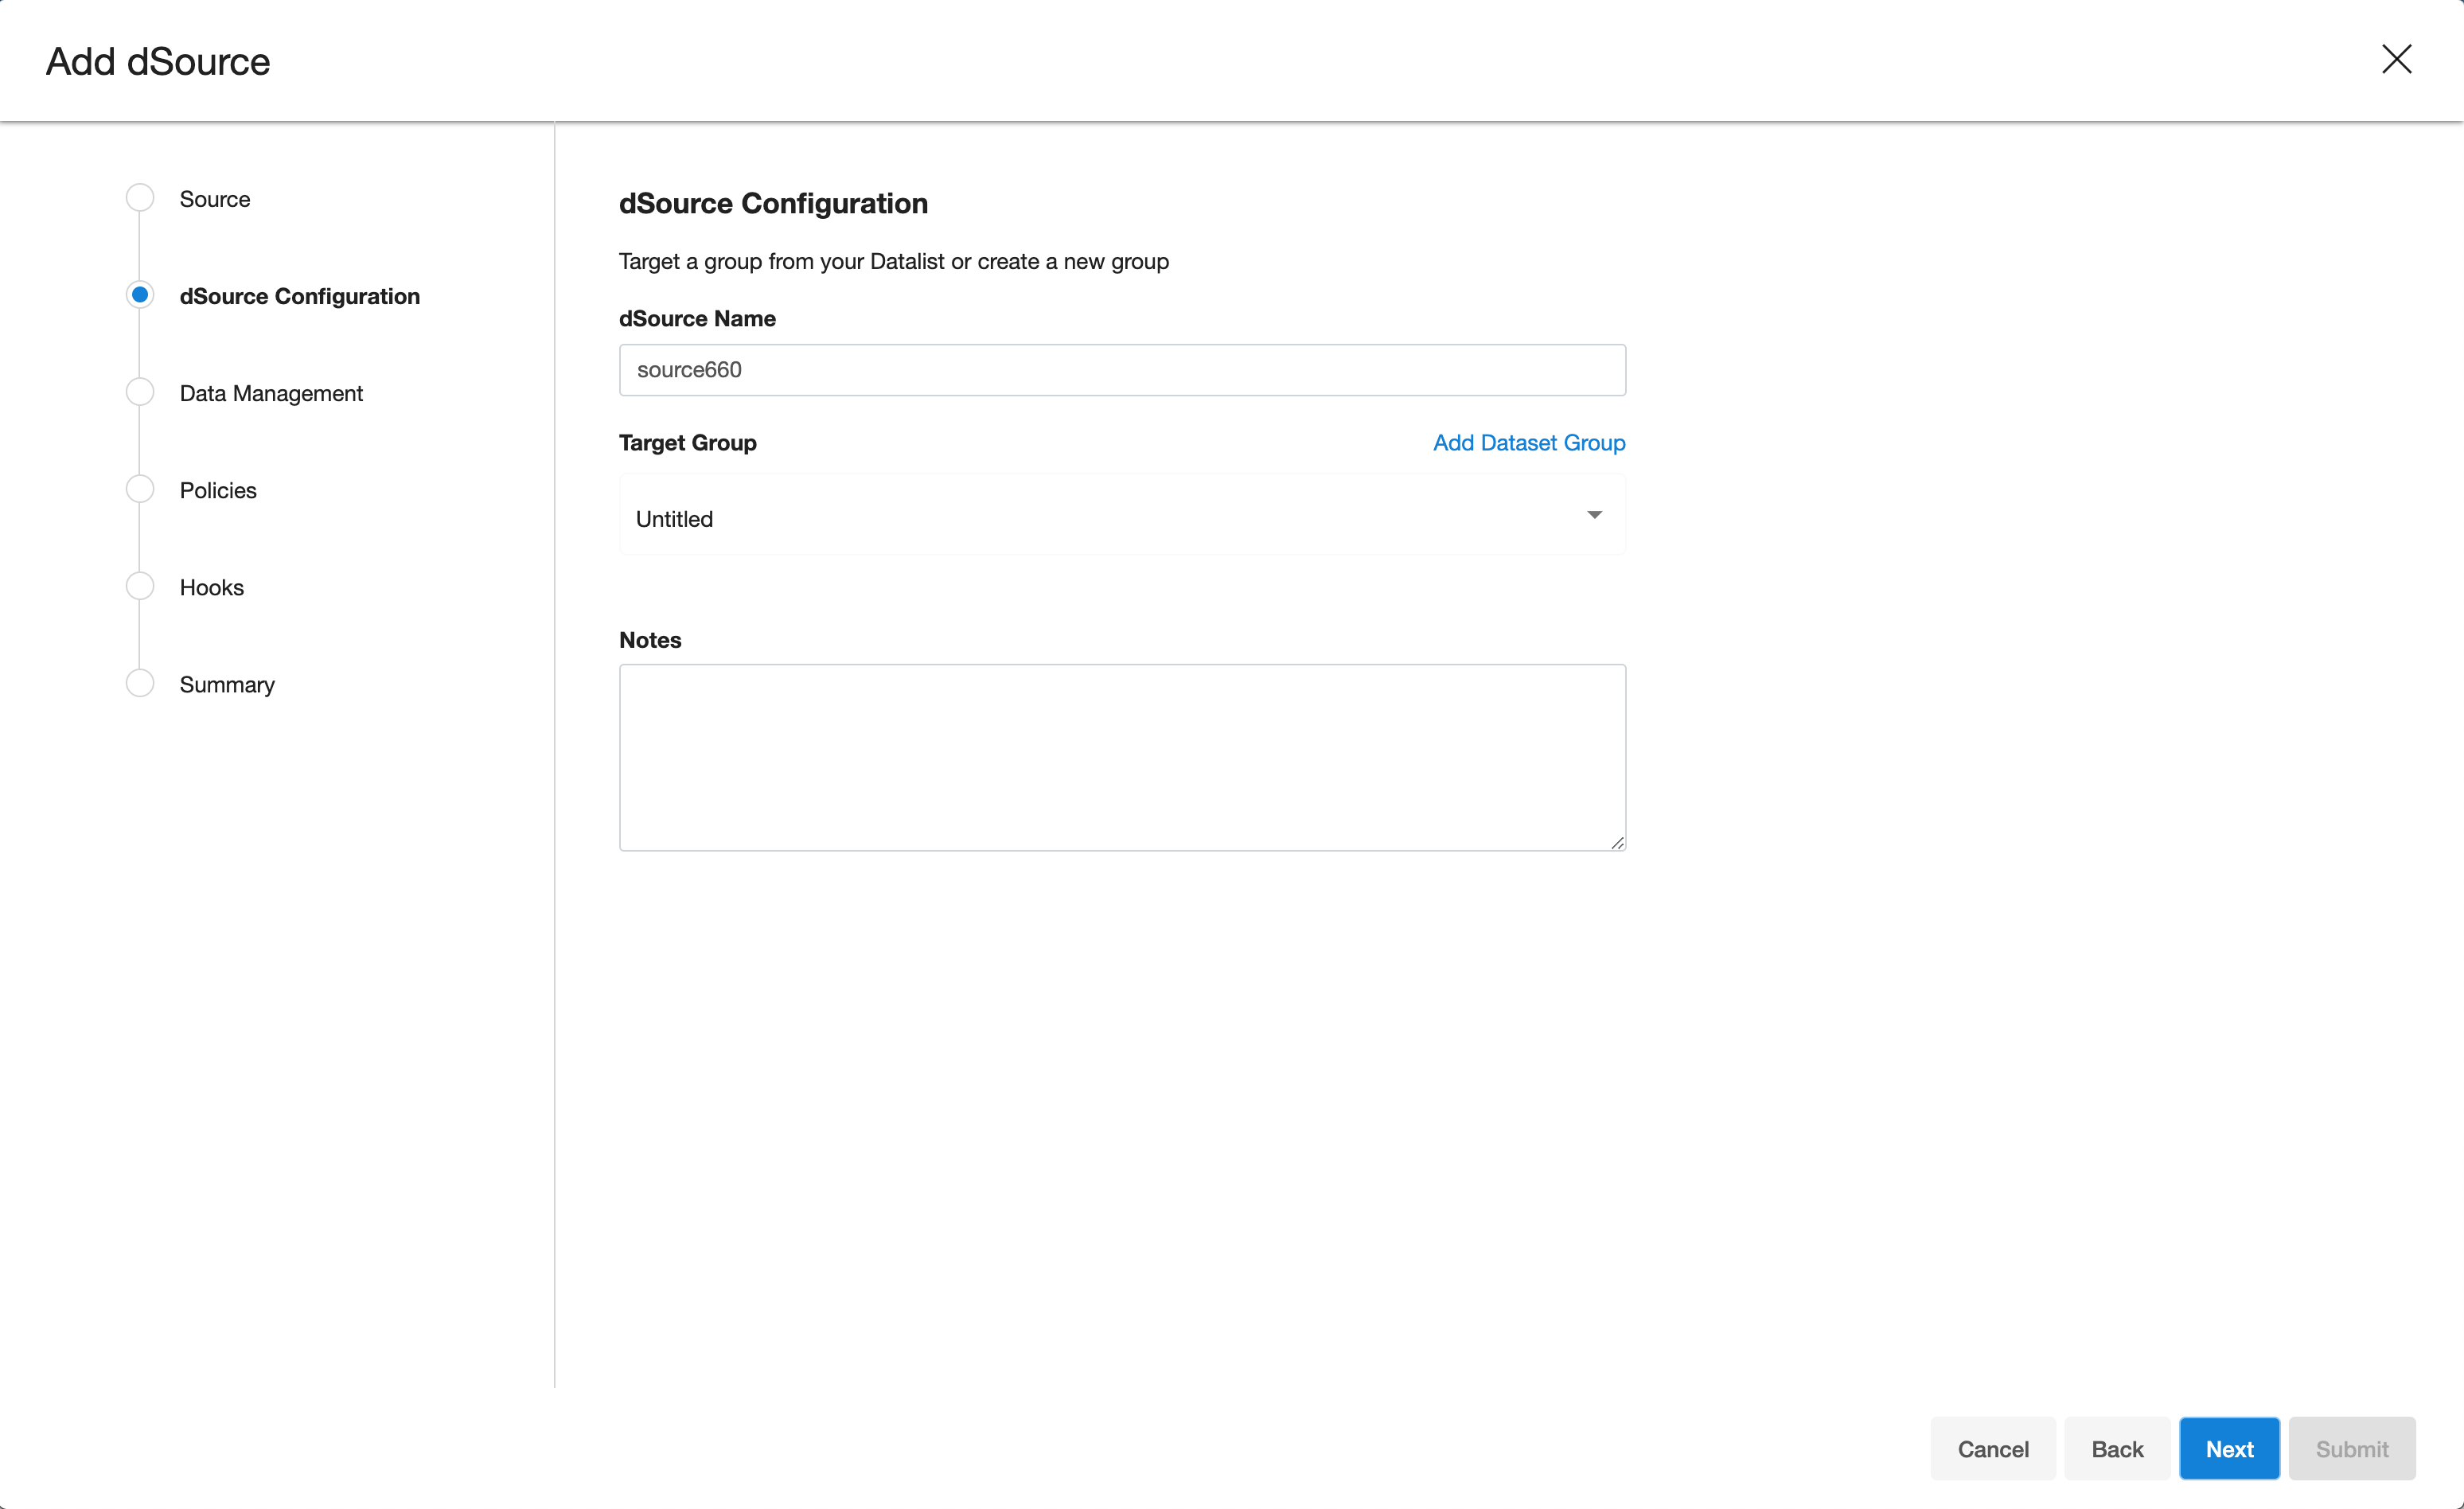 Add dSource
Source
dSource Configuration
Data Management
Policies
Hooks
Summary
dSource Configuration
Target a group from your Datalist or create a new group
dSource Name
source660
Target Group
Add Dataset Group
Untitled
Notes
Cancel
Back
Next
Submit